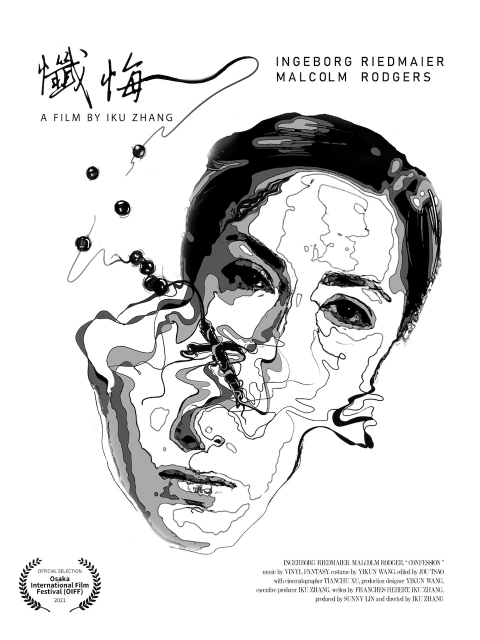 懺悔
A FILM BY IKU ZHANG
INGEBORG RIEDMAIER
MALCOLM RODGERS
OFFICIAL SELECTION
Osaka
International Film
Festival (OIFF)
2021
INGEBORG RIEDMAIER, MALCOLM RODGER, “ CONFESSION ”
music by VINYL FANTASY, costume by YIKUN WANG, edited by JOU TSAO
with cinematographer TIANCHU XU, production designer YIKUN WANG,
executive producer IKU ZHANG, written by FRANCHES HEBERT, IKU ZHANG,
produced by SUNNY LIN and directed by IKU ZHANG